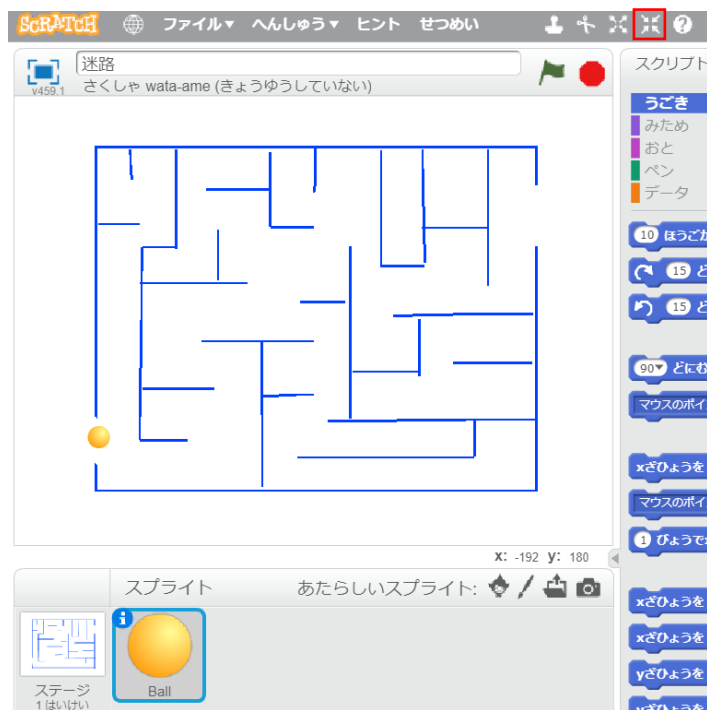 SCRATCH ファイル▼ へんしゅう▼ ヒント せつめい
迷路
v459.1 さくしゃ wata-ame (きょうゆうしていない)
スクリプト
うごき
みため
おと
ペン
データ
10 ほうごか
15 ど
15 ど
90▼ どにむ
マウスのポイ
xざひょうを
マウスのポイ
1 びょうで
xざひょうを
xざひょうを
yざひょうを
yざひょうを
x: -192 y: 180
スプライト あたらしいスプライト:
ステージ
1 はいけい
Ball